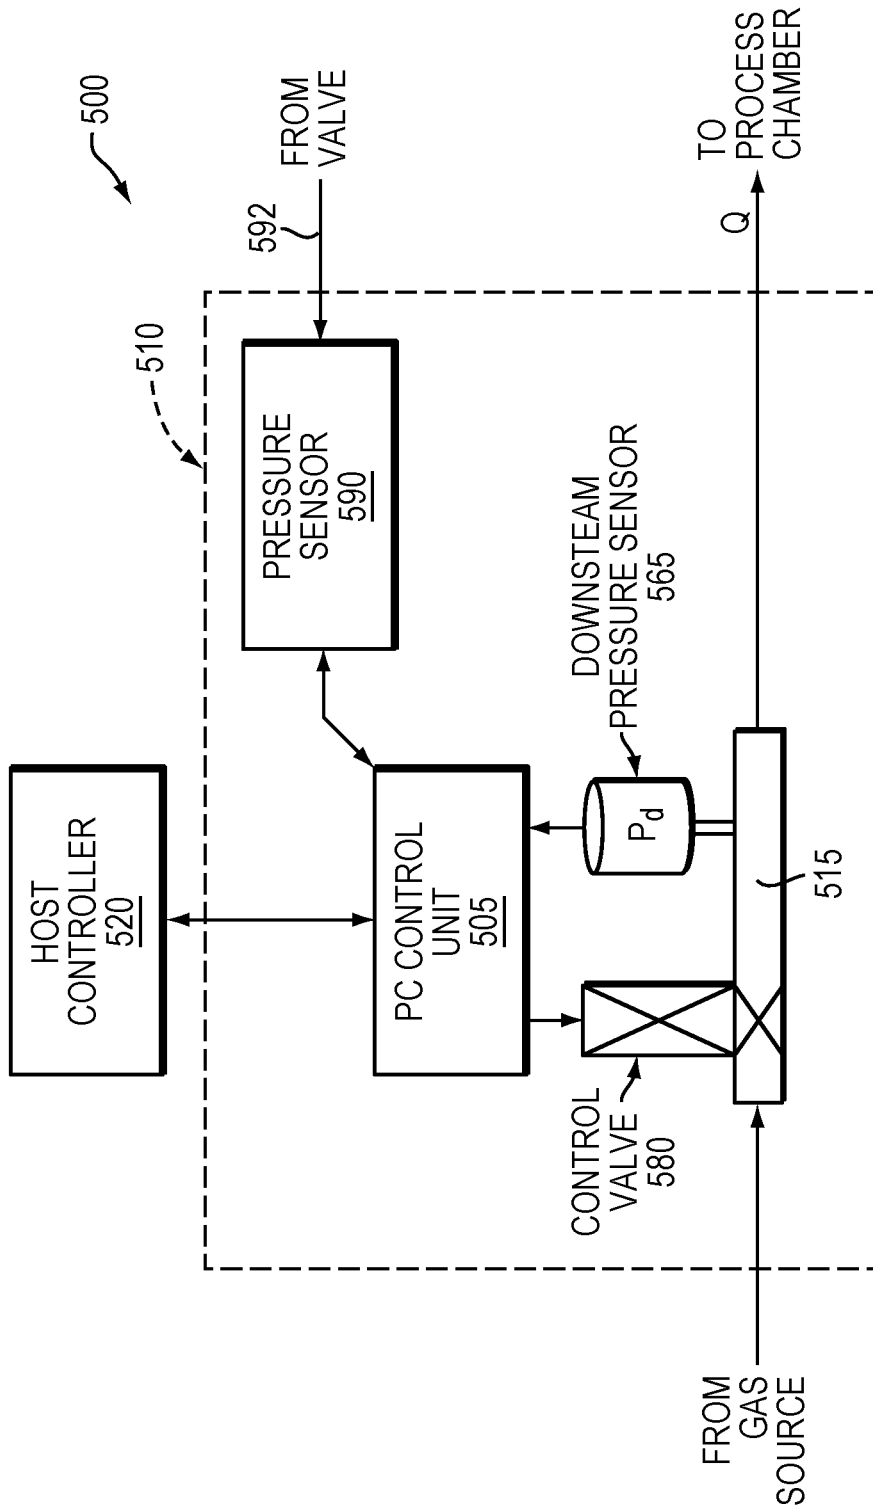 500
HOST
CONTROLLER
520
510
592
FROM
VALVE
PRESSURE
SENSOR
590
PC CONTROL
UNIT
505
CONTROL
VALVE
580
DOWNSTEAM
PRESSURE SENSOR
565
Pd
515
FROM
GAS
SOURCE
Q
TO
PROCESS
CHAMBER